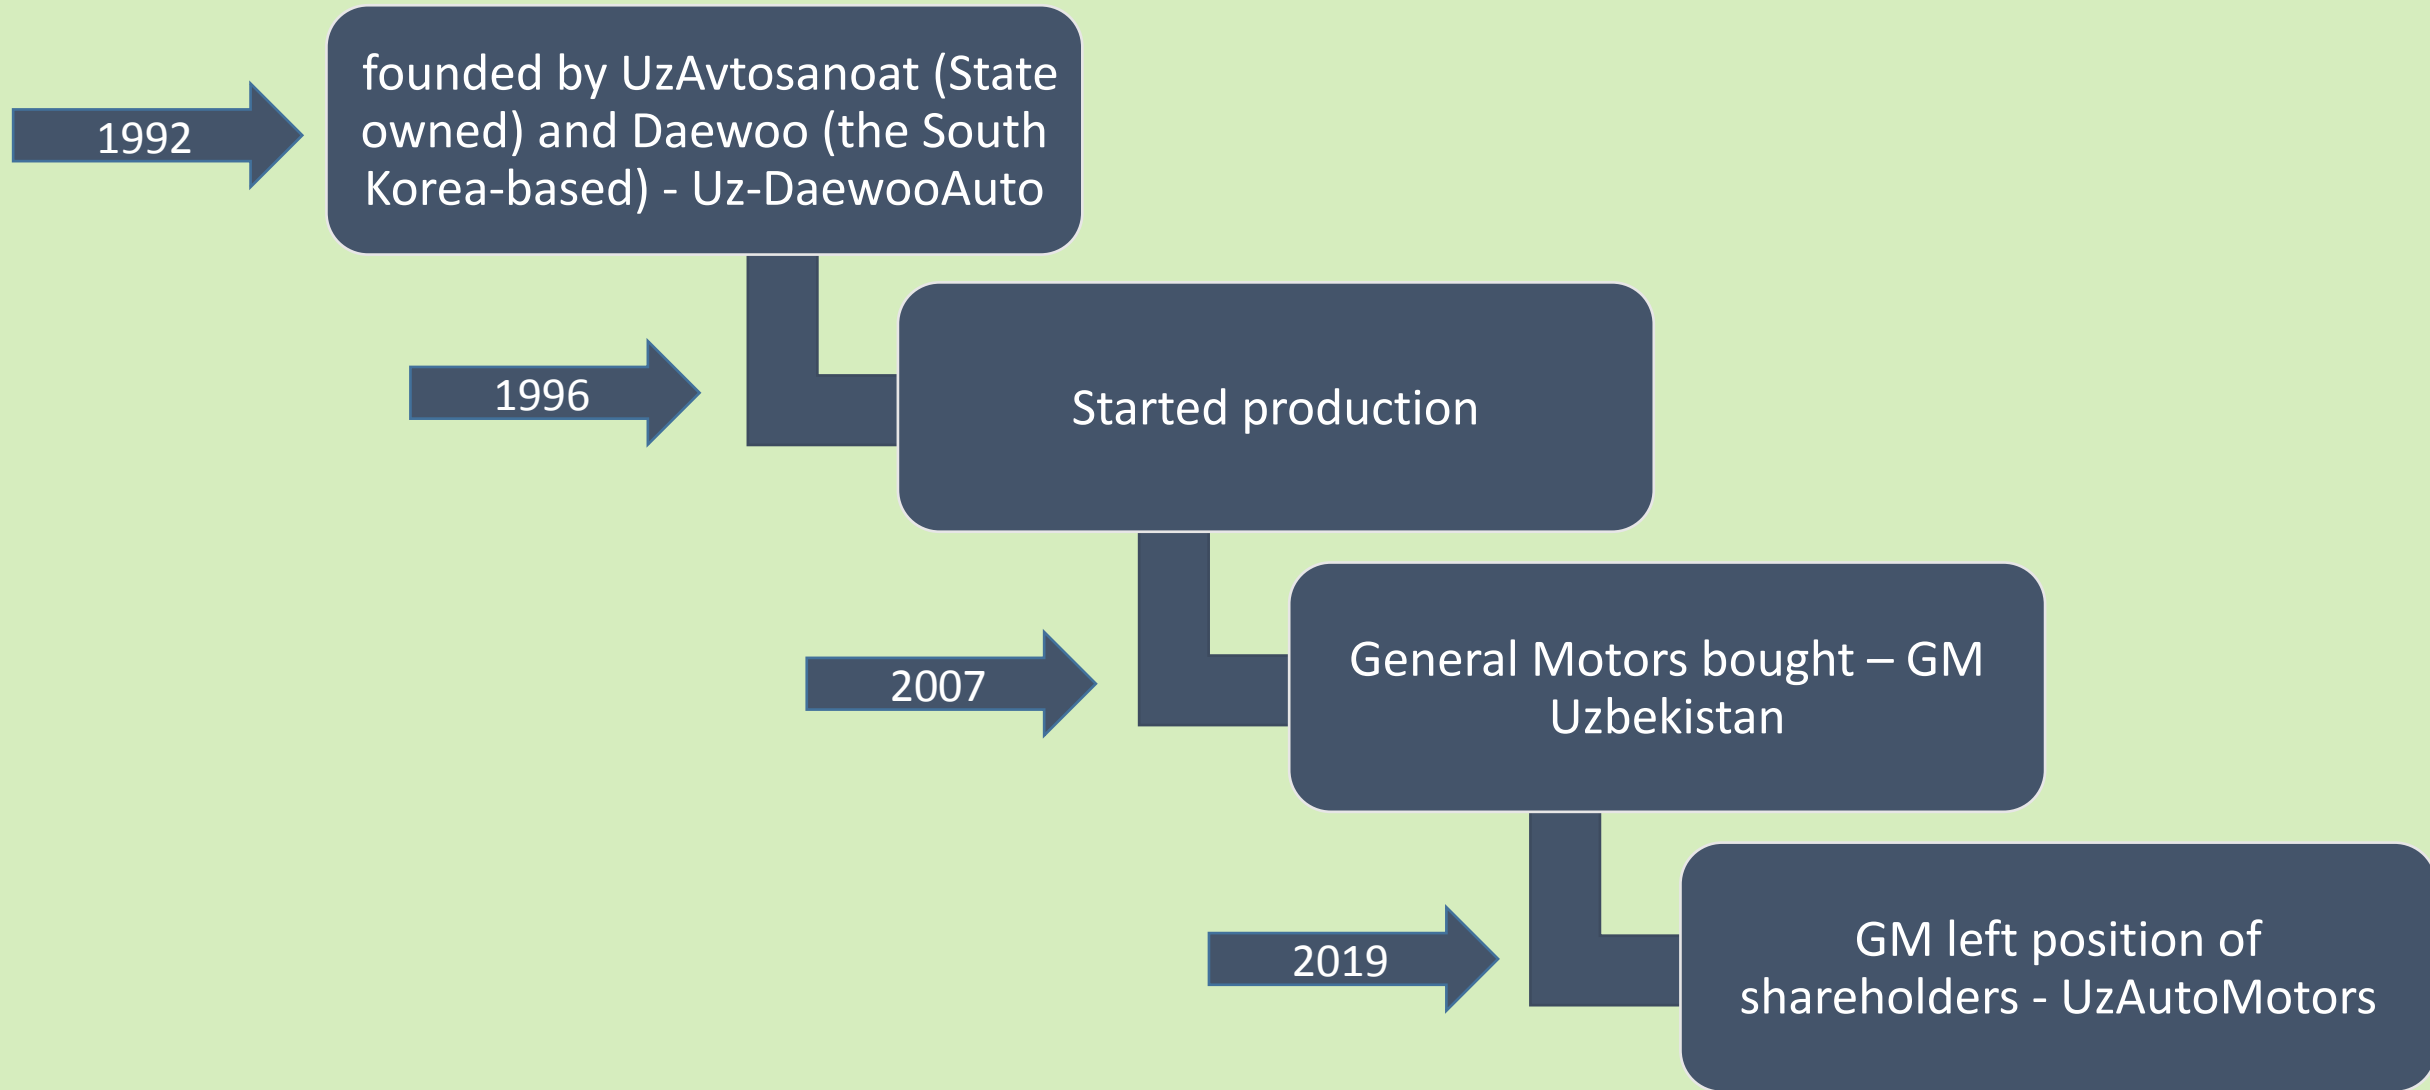 1992
founded by UzAvtosanoat (State
owned) and Daewoo (the South
Korea-based) - Uz-DaewooAuto
1996
Started production
2007
General Motors bought – GM
Uzbekistan
2019
GM left position of
shareholders - UzAutoMotors